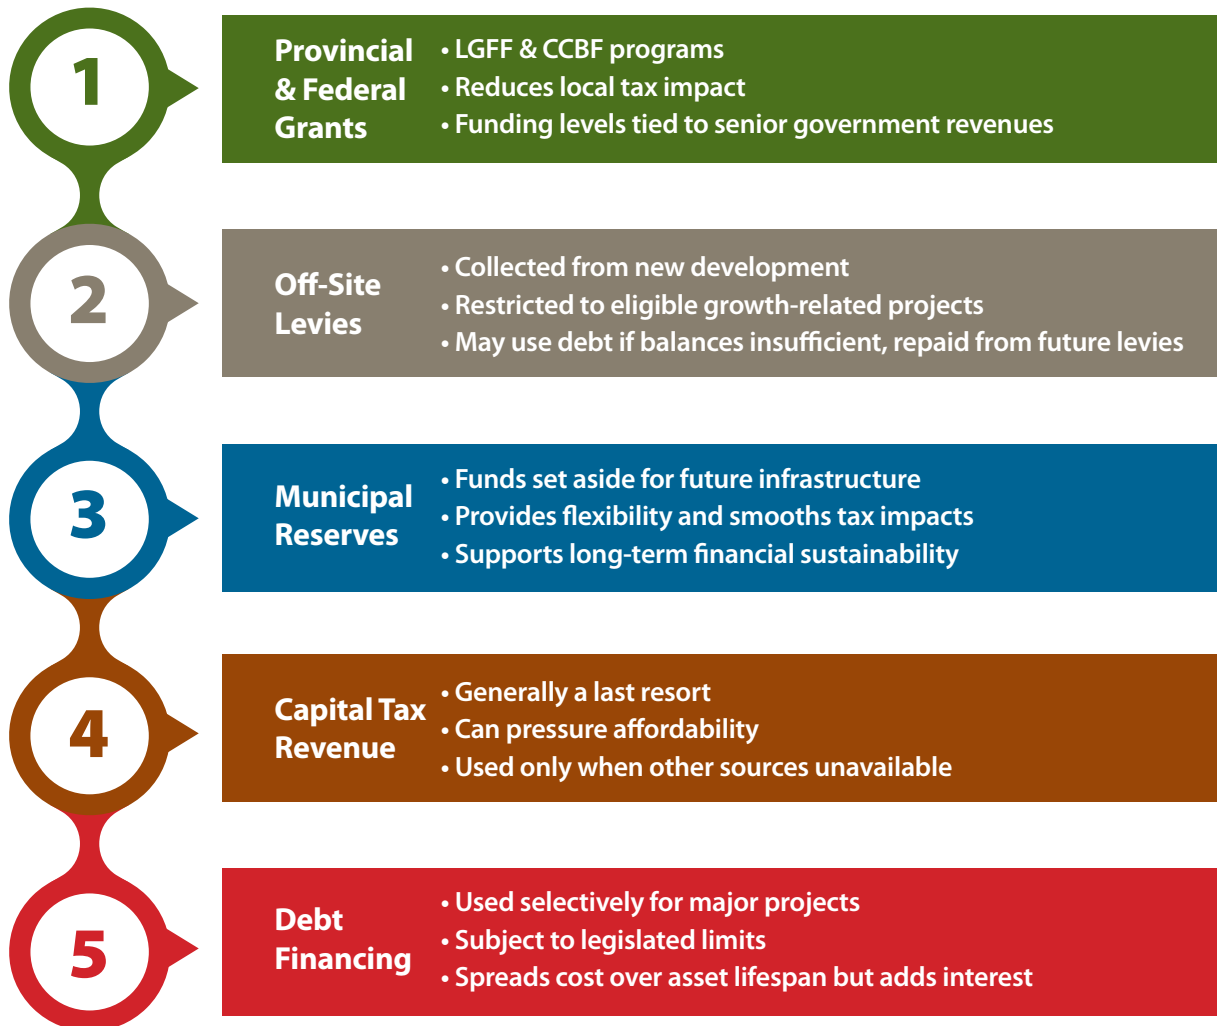 1
Provincial
& Federal
Grants
• LGFF & CCBF programs
• Reduces local tax impact
• Funding levels tied to senior government revenues
2
Off-Site
Levies
• Collected from new development
• Restricted to eligible growth-related projects
• May use debt if balances insufficient, repaid from future levies
3
Municipal
Reserves
• Funds set aside for future infrastructure
• Provides flexibility and smooths tax impacts
• Supports long-term financial sustainability
4
Capital Tax
Revenue
• Generally a last resort
• Can pressure affordability
• Used only when other sources unavailable
5
Debt
Financing
• Used selectively for major projects
• Subject to legislated limits
• Spreads cost over asset lifespan but adds interest